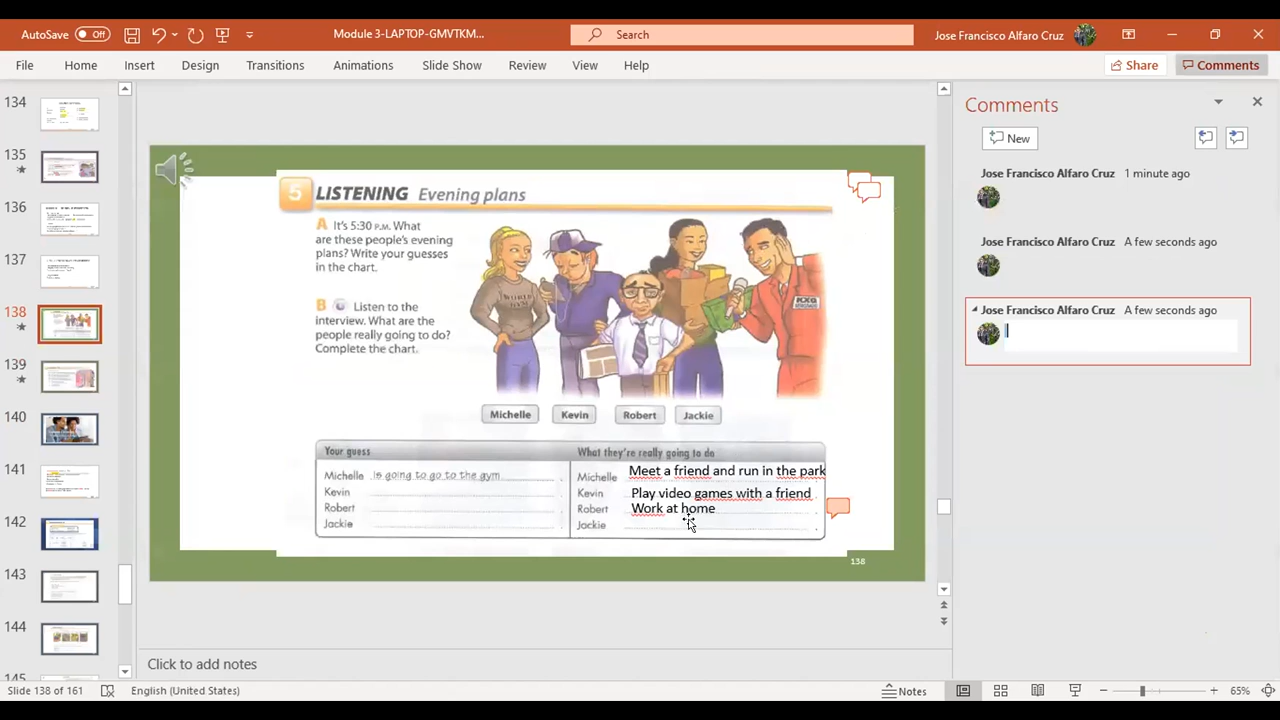 AutoSave Off Module 3-LAPTOP-GMVTKM... Search Jose Francisco Alfaro Cruz
File Home Insert Design Transitions Animations Slide Show Review View Help Share Comments
134
135
136
137
138
139
140
141
142
143
144
145
5 LISTENING Evening plans
A It's 5:30 P.M. What
are these people's evening
plans? Write your guesses
in the chart.
B Listen to the
interview. What are the
people really going to do?
Complete the chart.
WORLD
GYM
Michelle Kevin Robert Jackie
Your guess What they're really going to do
Michelle is going to go to the gym Michelle Meet a friend and run in the park
Kevin Kevin Play video games with a friend
Robert Robert Work at home
Jackie Jackie
138
Comments
New
Jose Francisco Alfaro Cruz 1 minute ago
Jose Francisco Alfaro Cruz A few seconds ago
Jose Francisco Alfaro Cruz A few seconds ago
Click to add notes
Slide 138 of 161 English (United States) Notes 65%